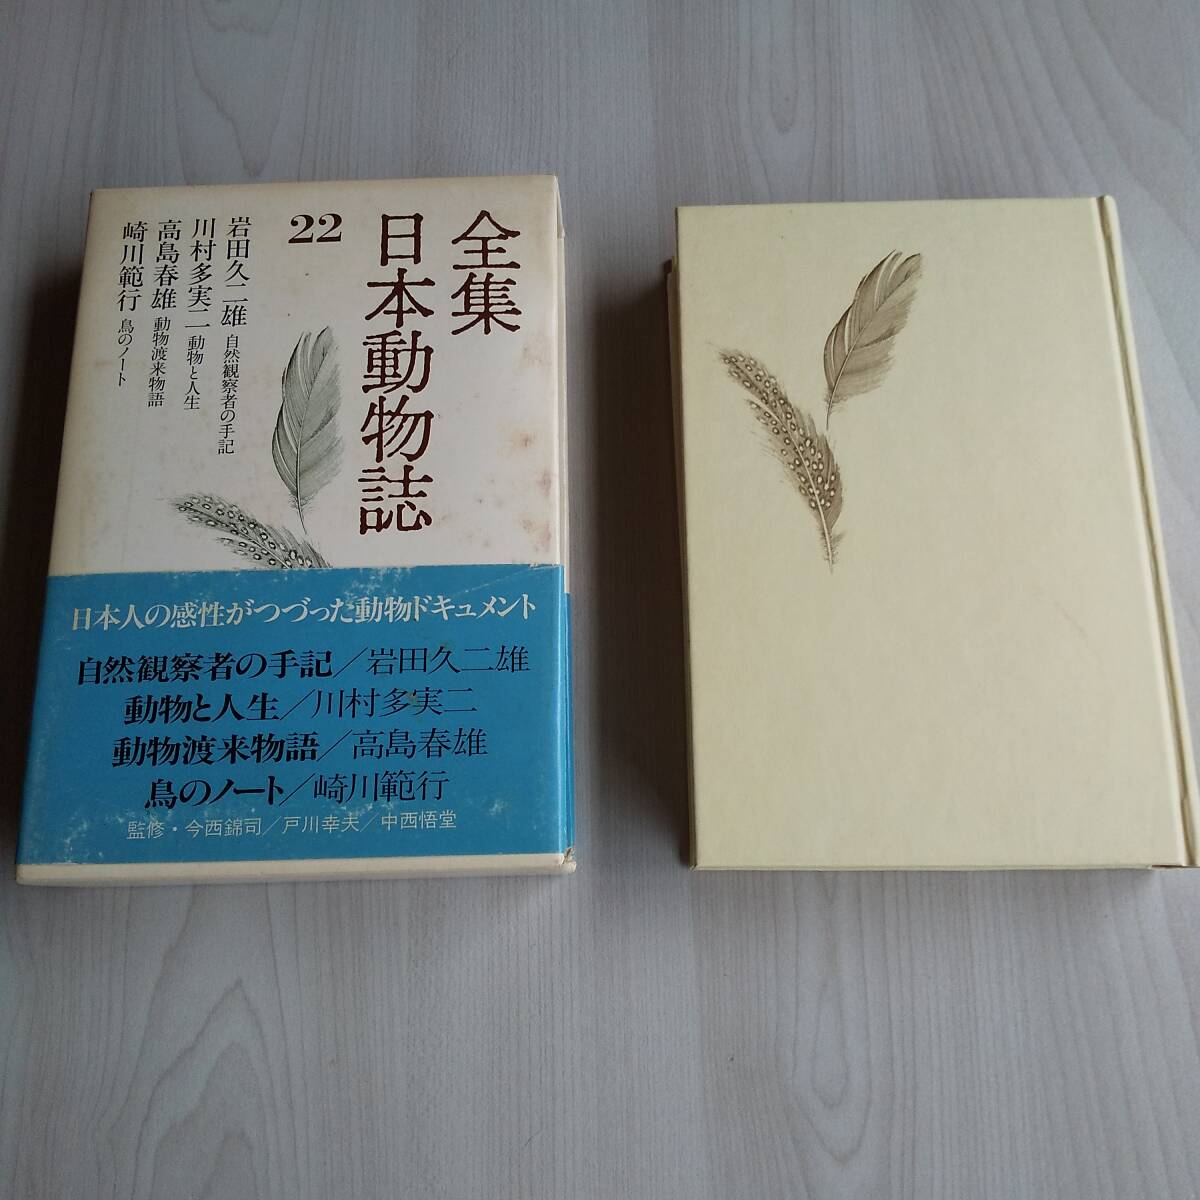 全集
日本動物誌
22
岩田久二雄 自然観察者の手記
川村多実二 動物と人生
高島春雄 動物渡来物語
崎川範行 鳥のノート
日本人の感性がつづった動物ドキュメント
自然観察者の手記/岩田久二雄
動物と人生/川村多実二
動物渡来物語/高島春雄
鳥のノート/崎川範行
監修・今西錦司/戸川幸夫/中西悟堂